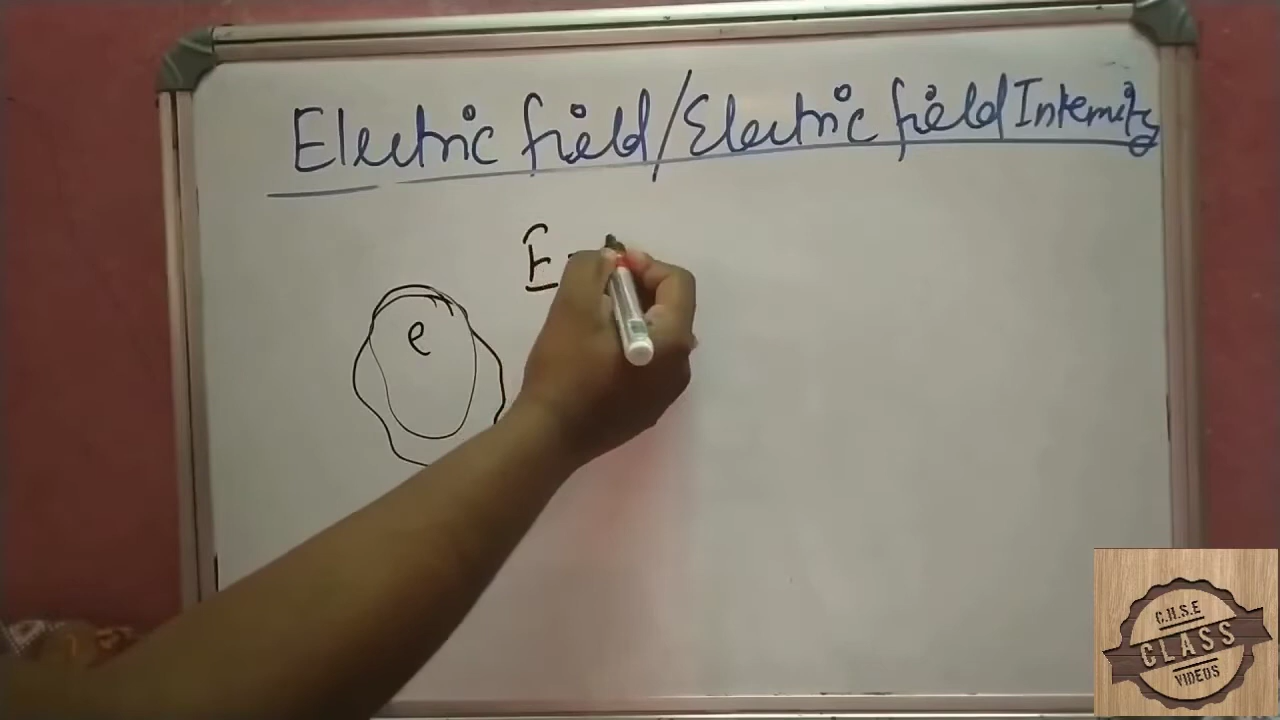 Electric field/Electric field Intensity
E
e
C.H.S.E
CLASS
VIDEOS